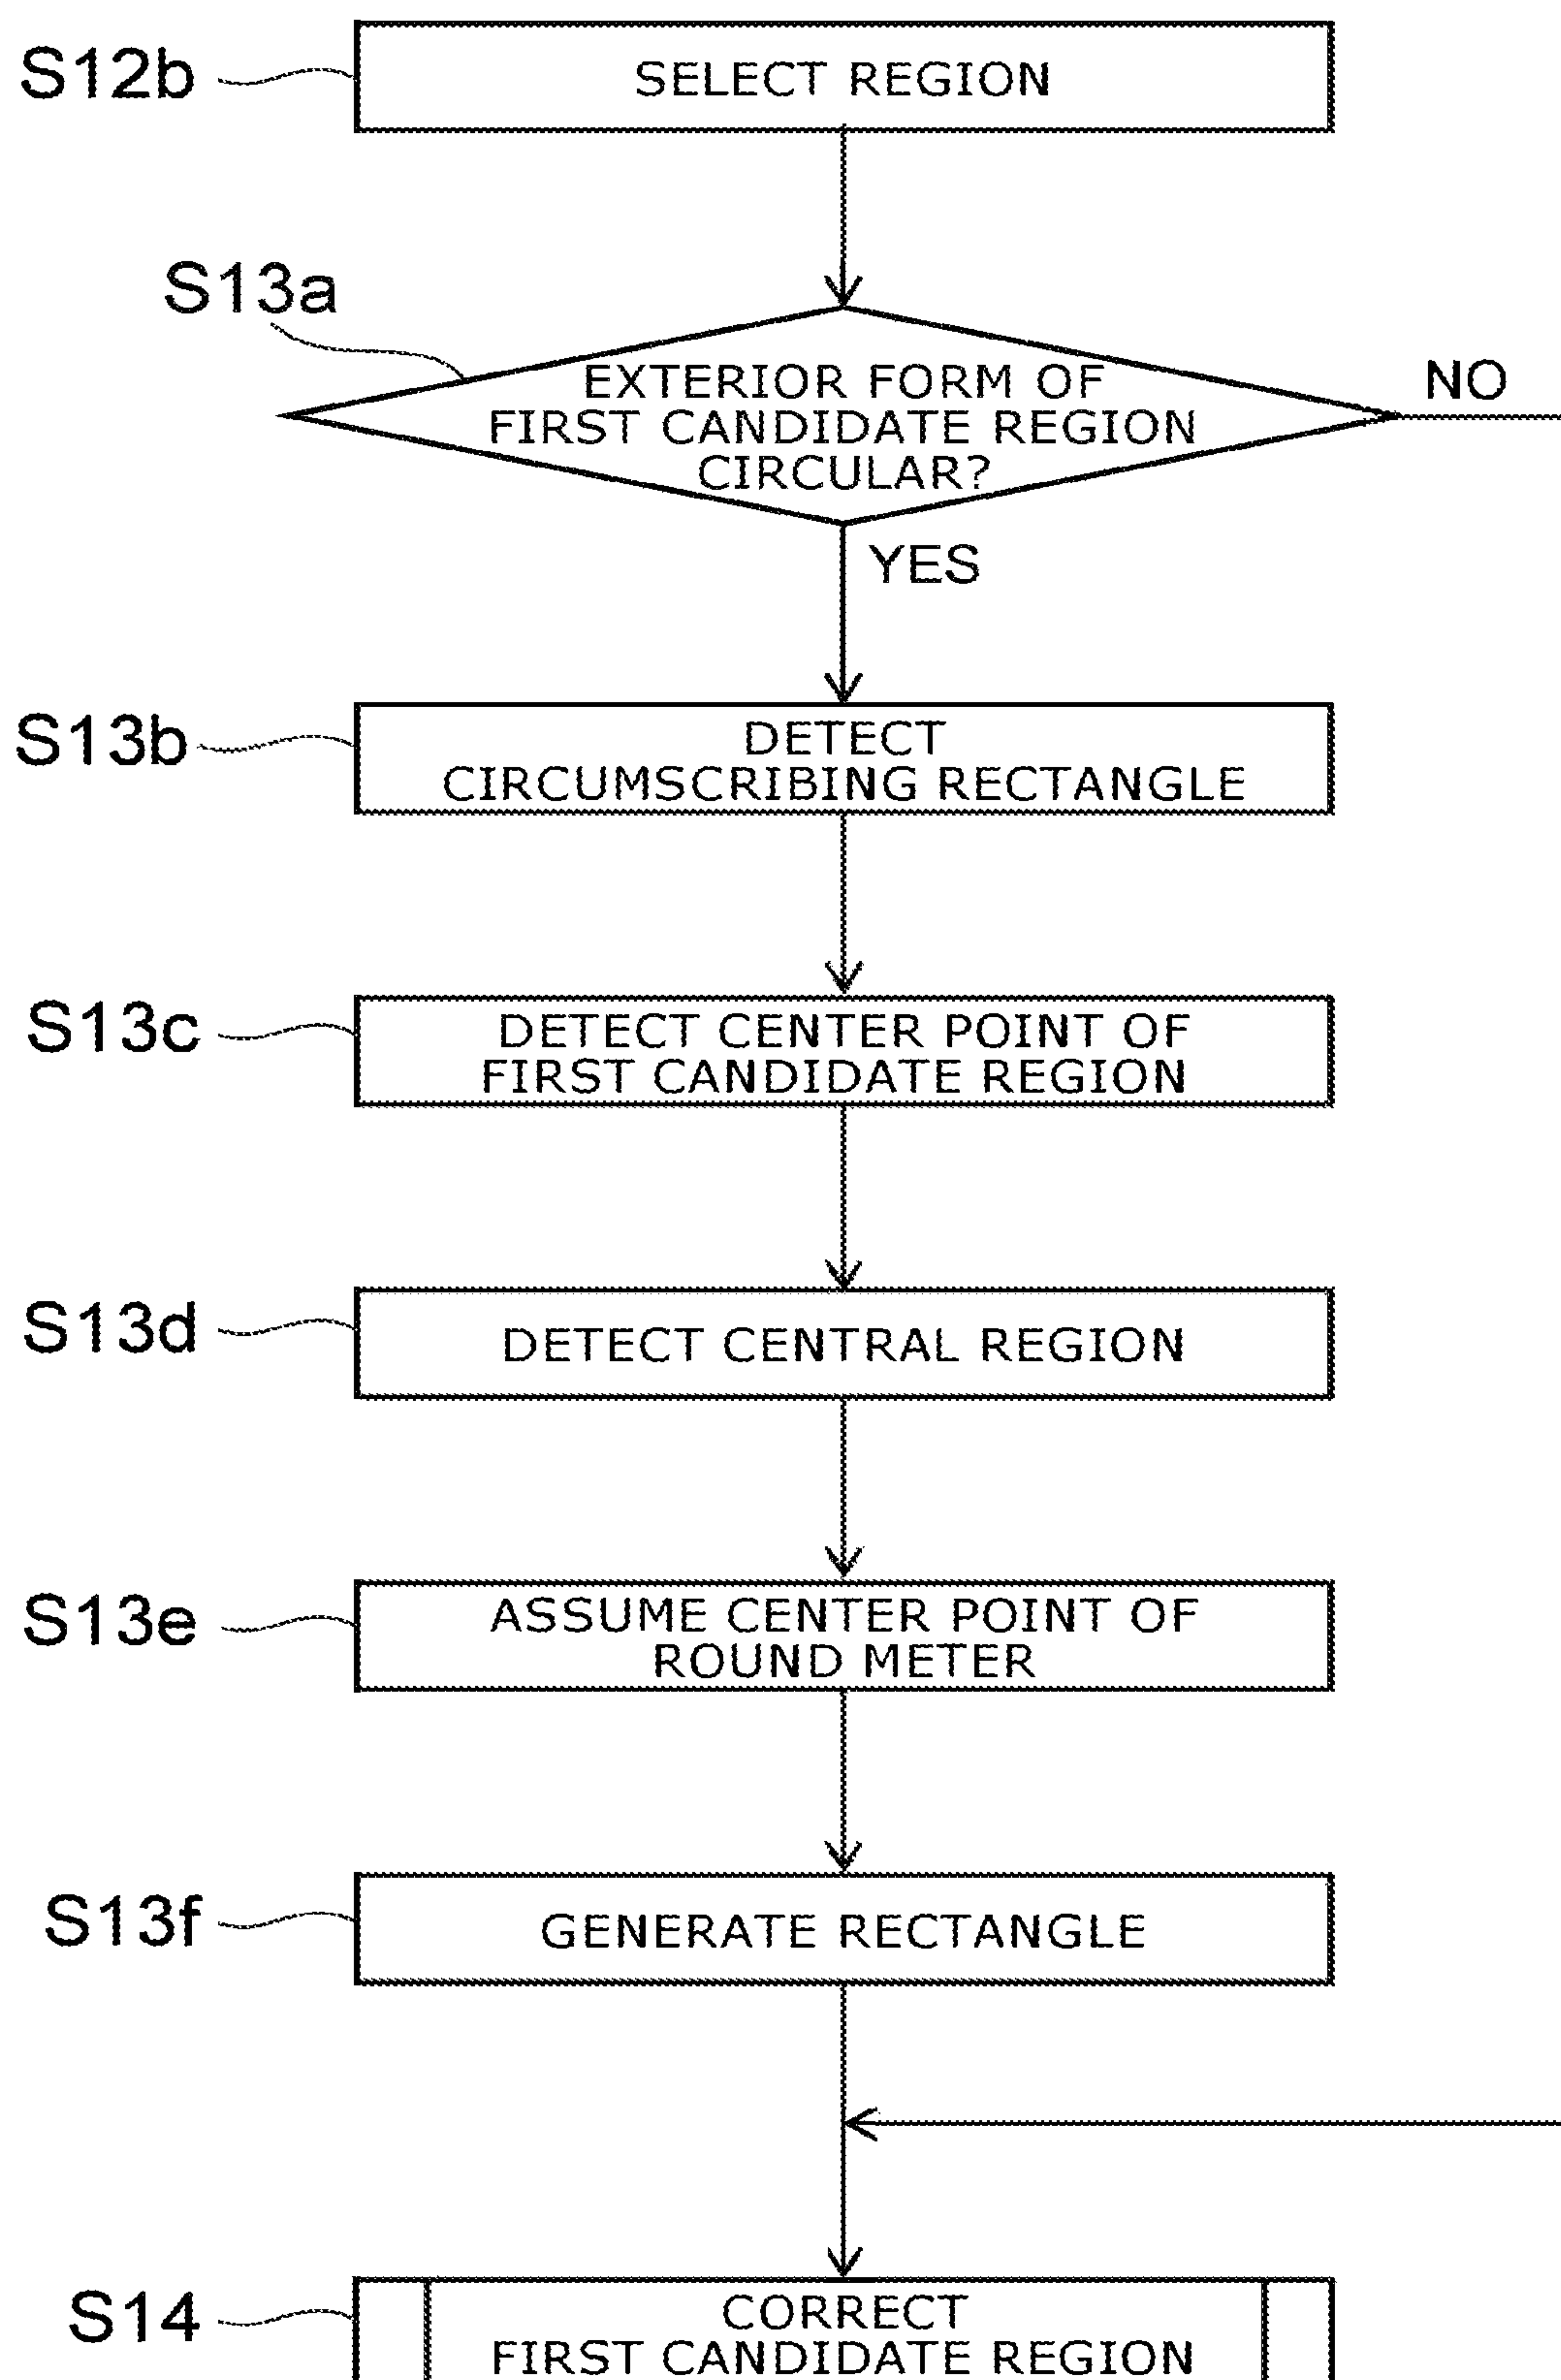 S12b
SELECT REGION
S13a
EXTERIOR FORM OF
FIRST CANDIDATE REGION
CIRCULAR?
NO
YES
S13b
DETECT
CIRCUMSCRIBING RECTANGLE
S13c
DETECT CENTER POINT OF
FIRST CANDIDATE REGION
S13d
DETECT CENTRAL REGION
S13e
ASSUME CENTER POINT OF
ROUND METER
S13f
GENERATE RECTANGLE
S14
CORRECT
FIRST CANDIDATE REGION